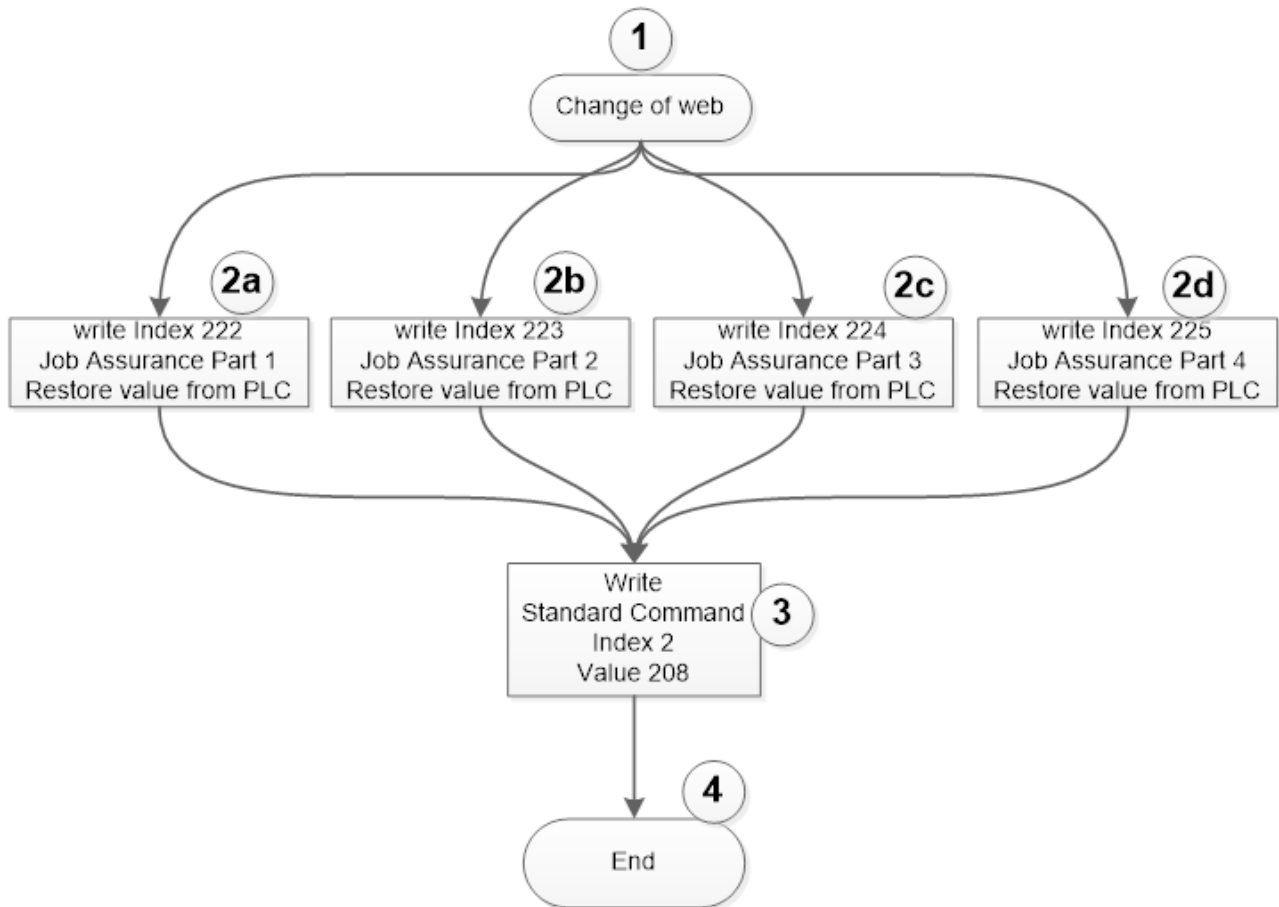 1
Change of web
2a
write Index 222
Job Assurance Part 1
Restore value from PLC
2b
write Index 223
Job Assurance Part 2
Restore value from PLC
2c
write Index 224
Job Assurance Part 3
Restore value from PLC
2d
write Index 225
Job Assurance Part 4
Restore value from PLC
Write
Standard Command
Index 2
Value 208
3
4
End